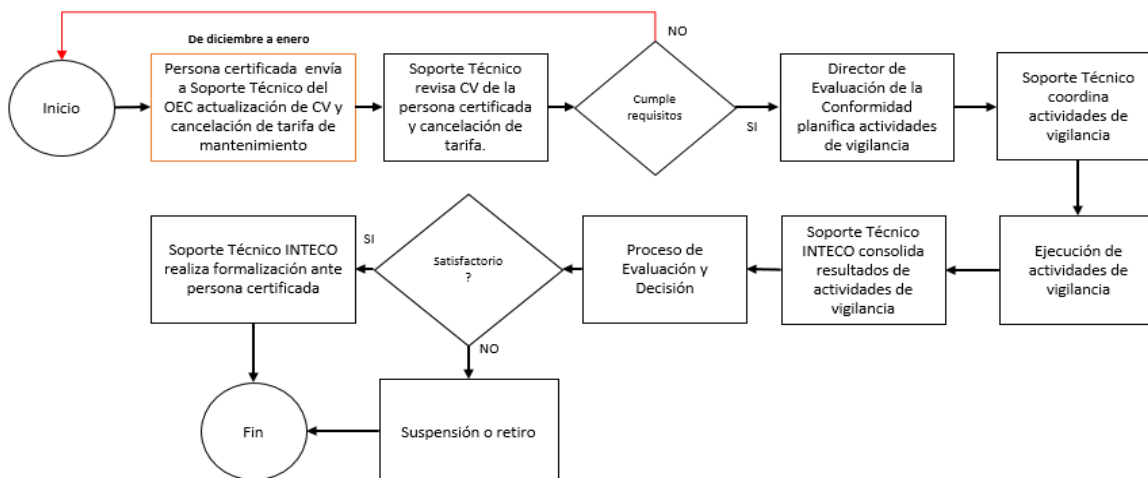 NO
De diciembre a enero
Inicio
Persona certificada envía
a Soporte Técnico del
OEC actualización de CV y
cancelación de tarifa de
mantenimiento
Soporte Técnico
revisa CV de la
persona certificada
y cancelación de
tarifa.
Cumple
requisitos
SI
Director de
Evaluación de la
Conformidad
planifica actividades
de vigilancia
Soporte Técnico
coordina
actividades de
vigilancia
Ejecución de
actividades de
vigilancia
Soporte Técnico
INTECO consolida
resultados de
actividades de
vigilancia
Proceso de
Evaluación y
Decisión
Satisfactorio
?
SI
Soporte Técnico INTECO
realiza formalización ante
persona certificada
NO
Suspensión o retiro
Fin